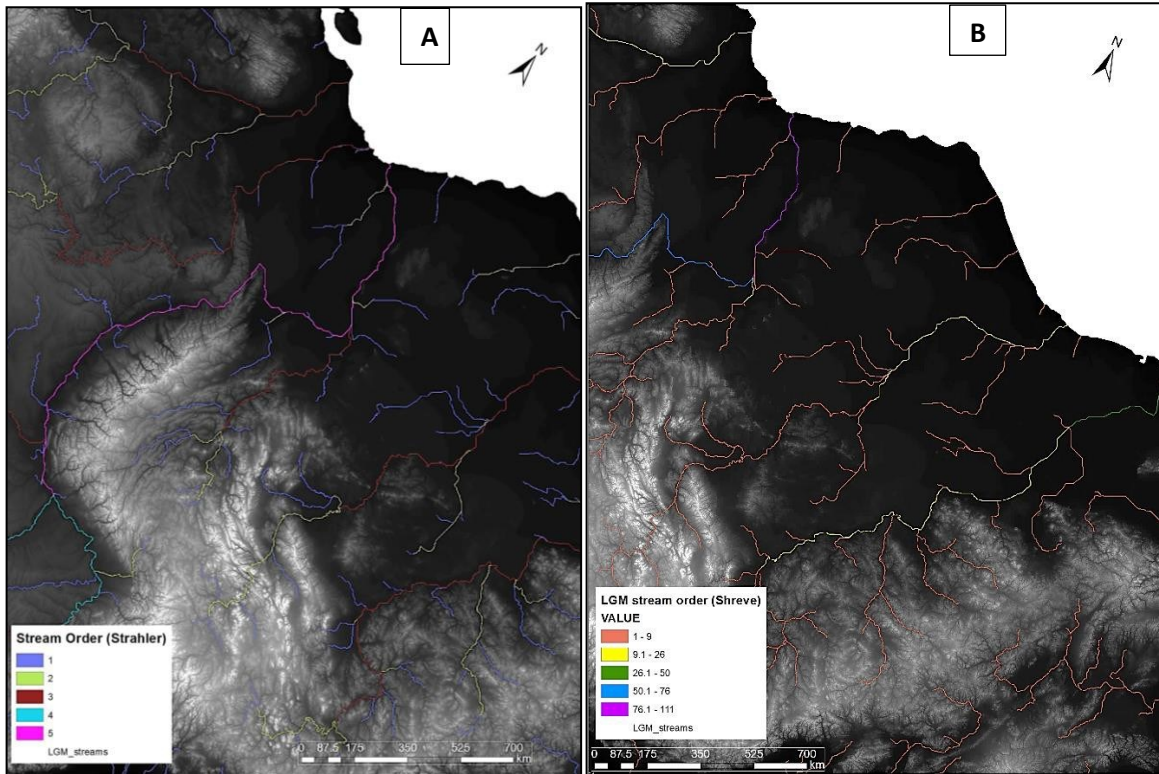 A
N
Stream Order (Strahler)
1
2
3
4
5
LGM_streams
0 87.5 175 350 525 700
km
B
N
LGM stream order (Shreve)
VALUE
1 - 9
9.1 - 26
26.1 - 50
50.1 - 76
76.1 - 111
LGM_streams
0 87.5 175 350 525 700
km